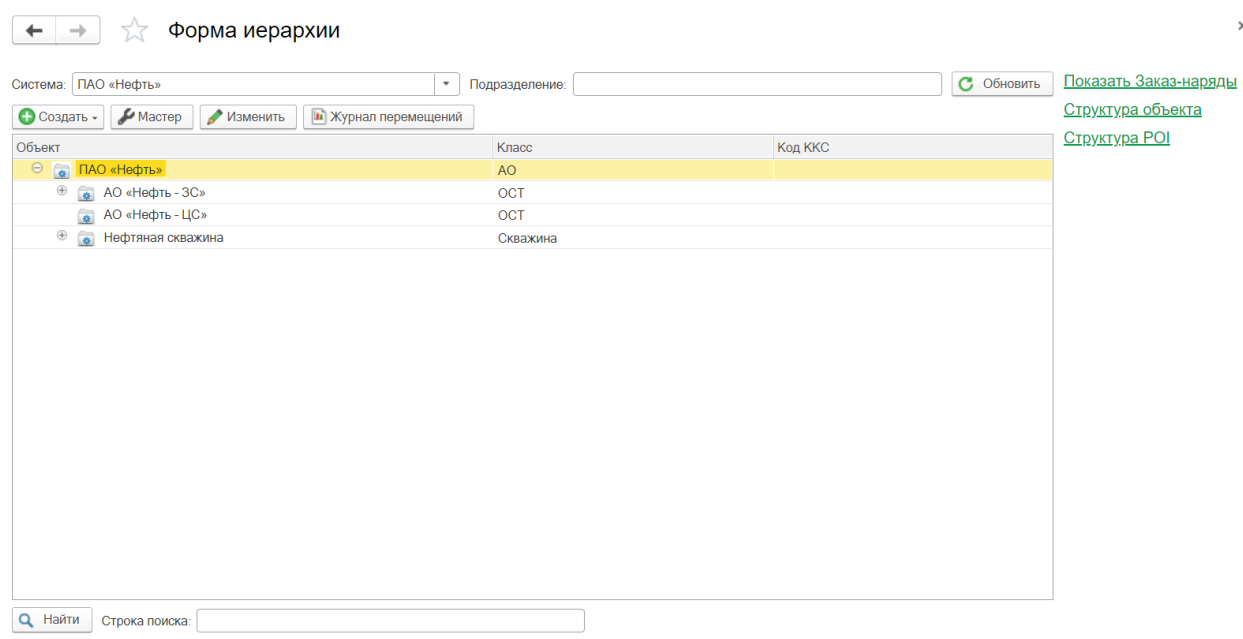 Форма иерархии
Система: ПАО «Нефть» Подразделение: Обновить Показать Заказ-наряды
Создать Мастер Изменить Журнал перемещений Структура объекта
Структура POI
Объект Класс Код ККС
ПАО «Нефть» АО
АО «Нефть - ЗС» ОСТ
АО «Нефть - ЦС» ОСТ
Нефтяная скважина Скважина
Найти Строка поиска: